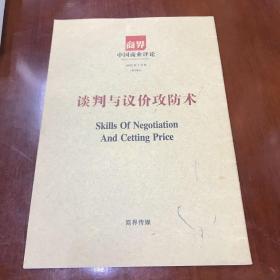 商界
中国商业评论
谈判与议价攻防术
Skills Of Negotiation
And Cetting Price
商界传媒